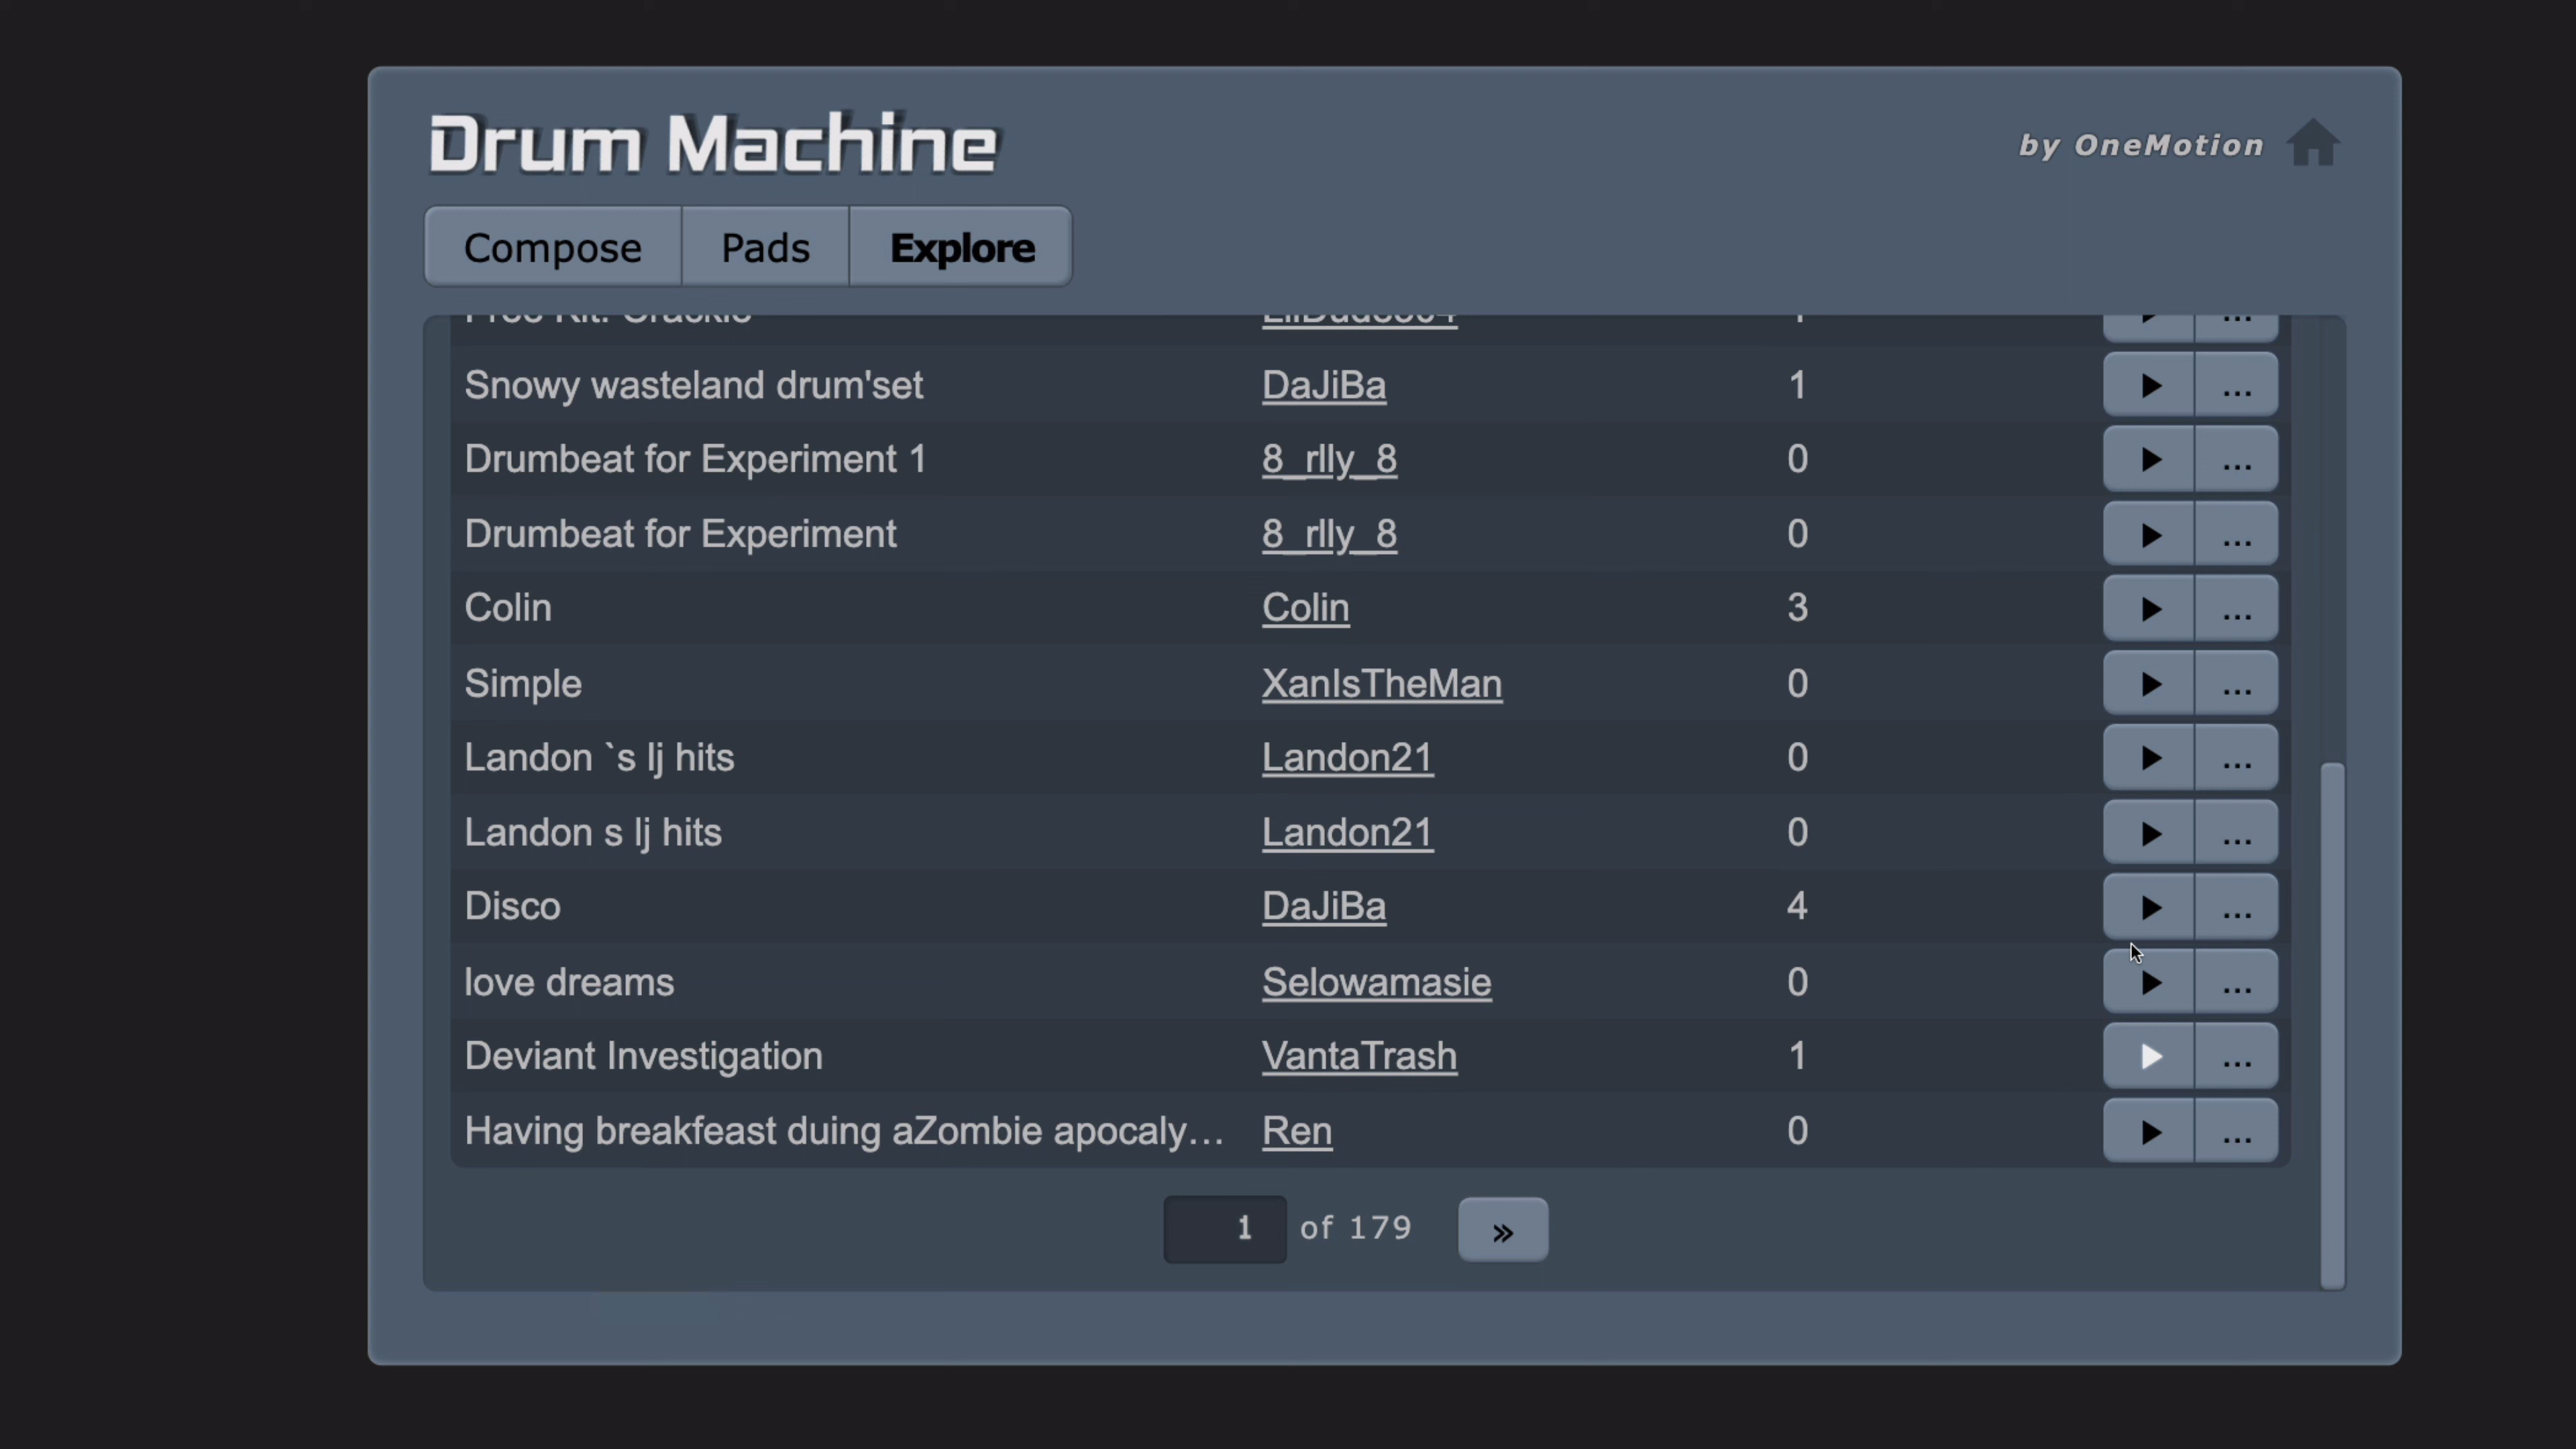 Drum Machine
by OneMotion
Compose Pads Explore
Snowy wasteland drum'set DaJiBa 1 ...
Drumbeat for Experiment 1 8_rlly_8 0 ...
Drumbeat for Experiment 8_rlly_8 0 ...
Colin Colin 3 ...
Simple XanIsTheMan 0 ...
Landon `s lj hits Landon21 0 ...
Landon s lj hits Landon21 0 ...
Disco DaJiBa 4 ...
love dreams Selowamasie 0 ...
Deviant Investigation VantaTrash 1 ...
Having breakfeast duing aZombie apocaly... Ren 0 ...
1 of 179 »